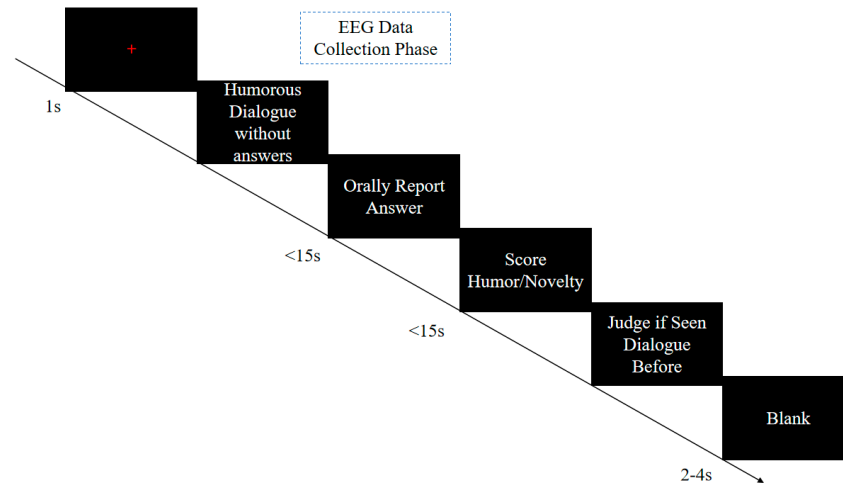 EEG Data
Collection Phase
+
1s
Humorous
Dialogue
without
answers
Orally Report
Answer
<15s
Score
Humor/Novelty
<15s
Judge if Seen
Dialogue
Before
Blank
2-4s